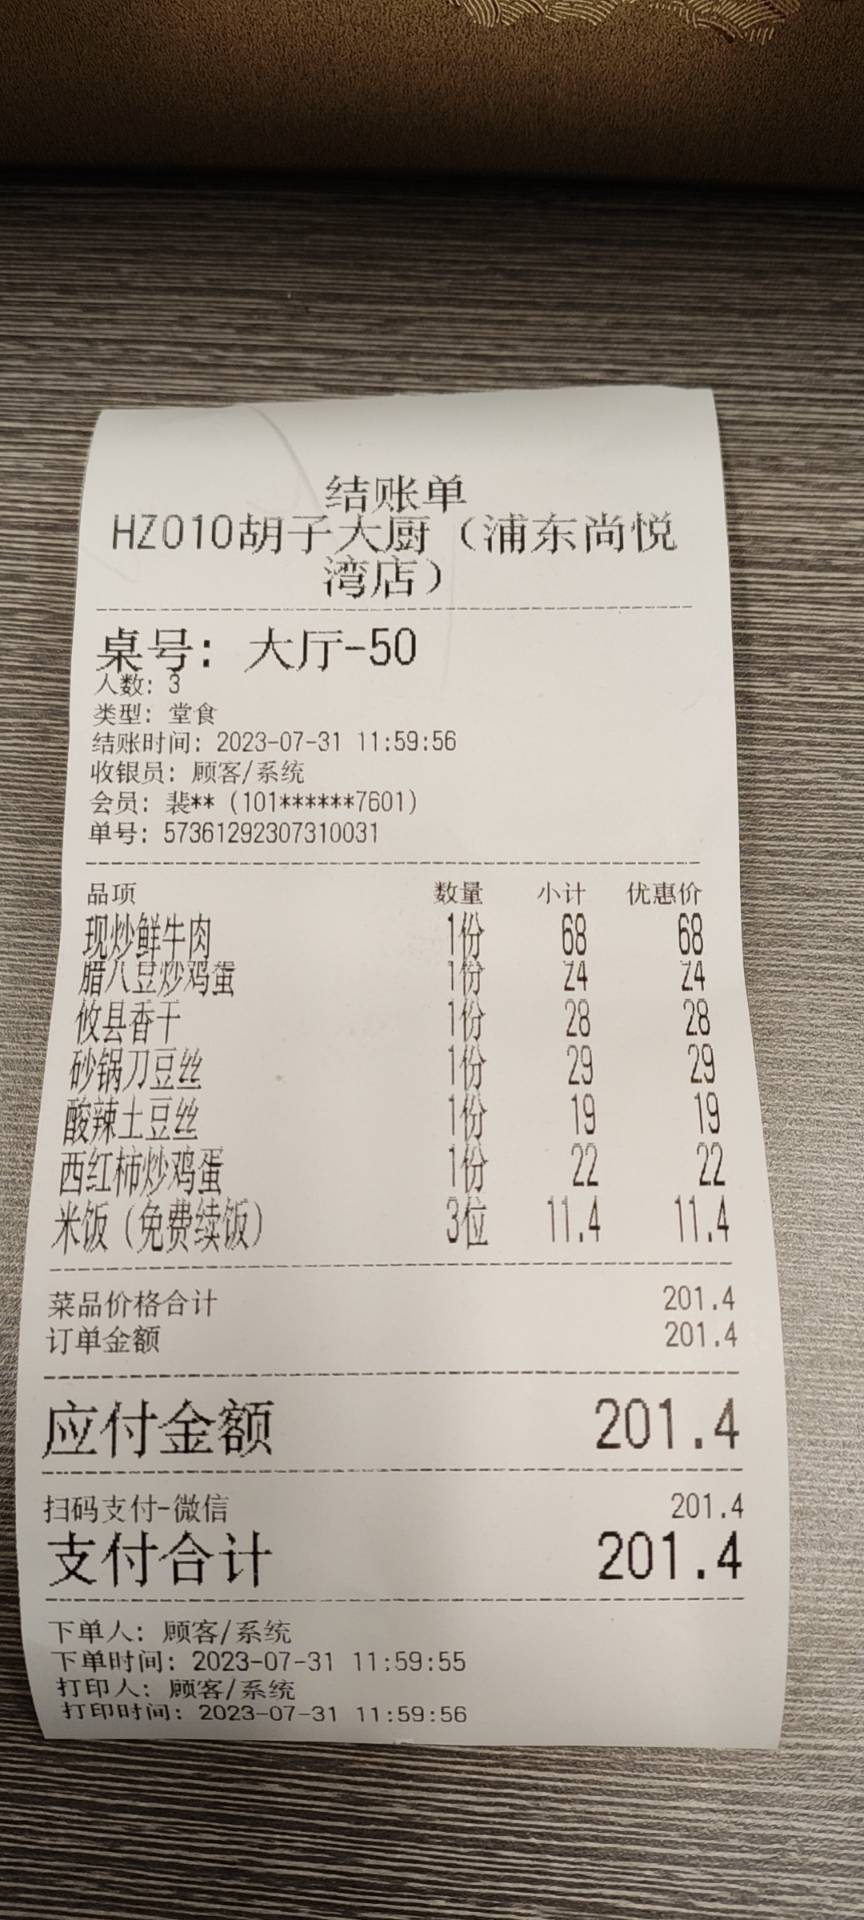 结账单
HZ010胡子大厨（浦东尚悦
湾店）
桌号: 大厅-50
人数: 3
类型: 堂食
结账时间: 2023-07-31 11:59:56
收银员: 顾客/系统
会员: 裴** (101******7601)
单号: 57361292307310031
品项 数量 小计 优惠价
现炒鲜牛肉 1份 68 68
腊八豆炒鸡蛋 1份 24 24
攸县香干 1份 28 28
砂锅刀豆丝 1份 29 29
酸辣土豆丝 1份 19 19
西红柿炒鸡蛋 1份 22 22
米饭（免费续饭） 3位 11.4 11.4
菜品价格合计 201.4
订单金额 201.4
应付金额 201.4
扫码支付-微信 201.4
支付合计 201.4
下单人: 顾客/系统
下单时间: 2023-07-31 11:59:55
打印人: 顾客/系统
打印时间: 2023-07-31 11:59:56